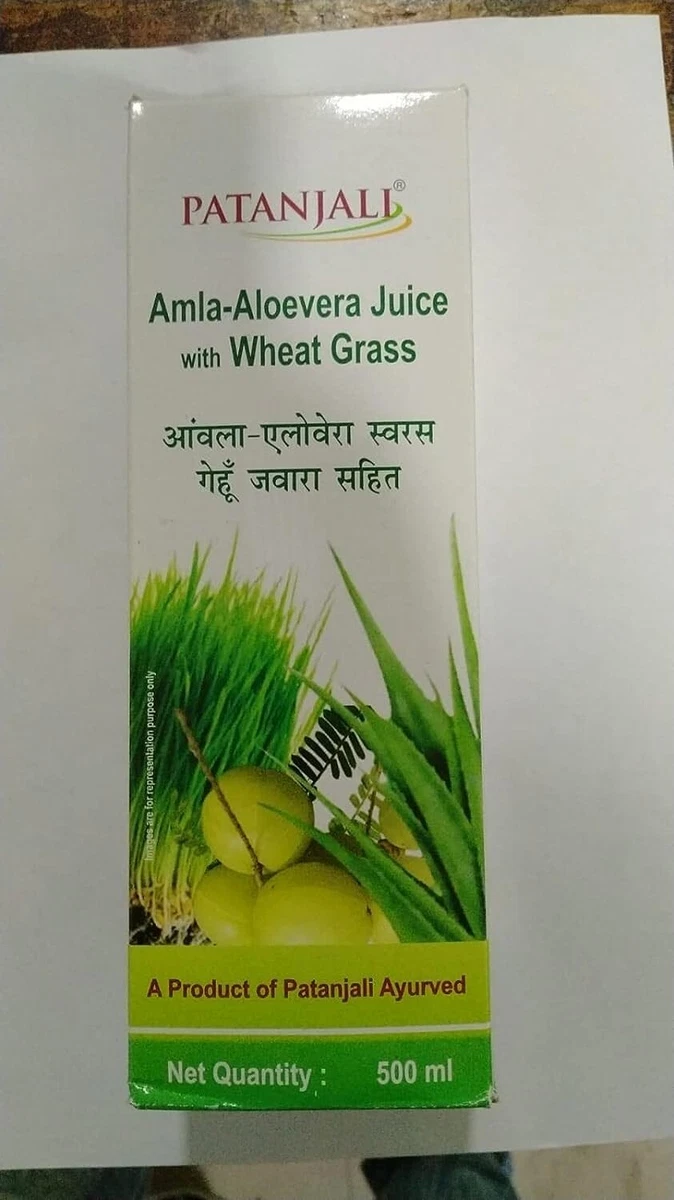 PATANJALI®
Amla-Aloevera Juice
with Wheat Grass
आंवला-एलोवेरा स्वरस
गेहूँ जवारा सहित
Images are for representation purpose only
A Product of Patanjali Ayurved
Net Quantity : 500 ml